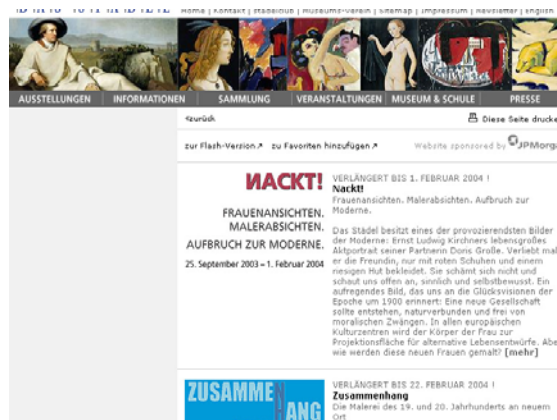 Home | Kontakt | Städelclub | Museums-Verein | Sitemap | Impressum | Newsletter | English
AUSSTELLUNGEN | INFORMATIONEN | SAMMLUNG | VERANSTALTUNGEN | MUSEUM & SCHULE | PRESSE
<zurück
Diese Seite drucke
zur Flash-Version zu Favoriten hinzufügen
Website sponsored by JPMorga
NACKT!
FRAUENANSICHTEN.
MALERABSICHTEN.
AUFBRUCH ZUR MODERNE.
25. September 2003 – 1. Februar 2004
VERLÄNGERT BIS 1. FEBRUAR 2004 !
Nackt!
Frauenansichten. Malerabsichten. Aufbruch zur
Moderne.
Das Städel besitzt eines der provozierendsten Bilder
der Moderne: Ernst Ludwig Kirchners lebensgroßes
Aktportrait seiner Partnerin Doris Große. Verliebt mal
er die Freundin, nur mit roten Schuhen und einem
riesigen Hut bekleidet. Sie schämt sich nicht und
schaut uns offen an, sinnlich und selbstbewusst. Ein
aufregendes Bild, das uns an die Glücksvisionen der
Epoche um 1900 erinnert: Eine neue Gesellschaft
sollte entstehen, naturverbunden und frei von
moralischen Zwängen. In allen europäischen
Kulturzentren wird der Körper der Frau zur
Projektionsfläche für alternative Lebensentwürfe. Abe
wie werden diese neuen Frauen gemalt? [mehr]
ZUSAMMEN
HANG
VERLÄNGERT BIS 22. FEBRUAR 2004 !
Zusammenhang
Die Malerei des 19. und 20. Jahrhunderts an neuem
Ort